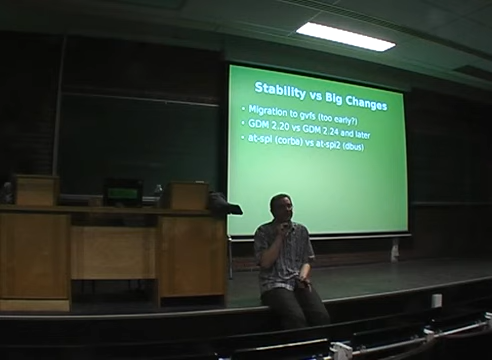 Stability vs Big Changes
• Migration to gvfs (too early?)
• GDM 2.20 vs GDM 2.24 and later
• at-spi (corba) vs at-spi2 (dbus)